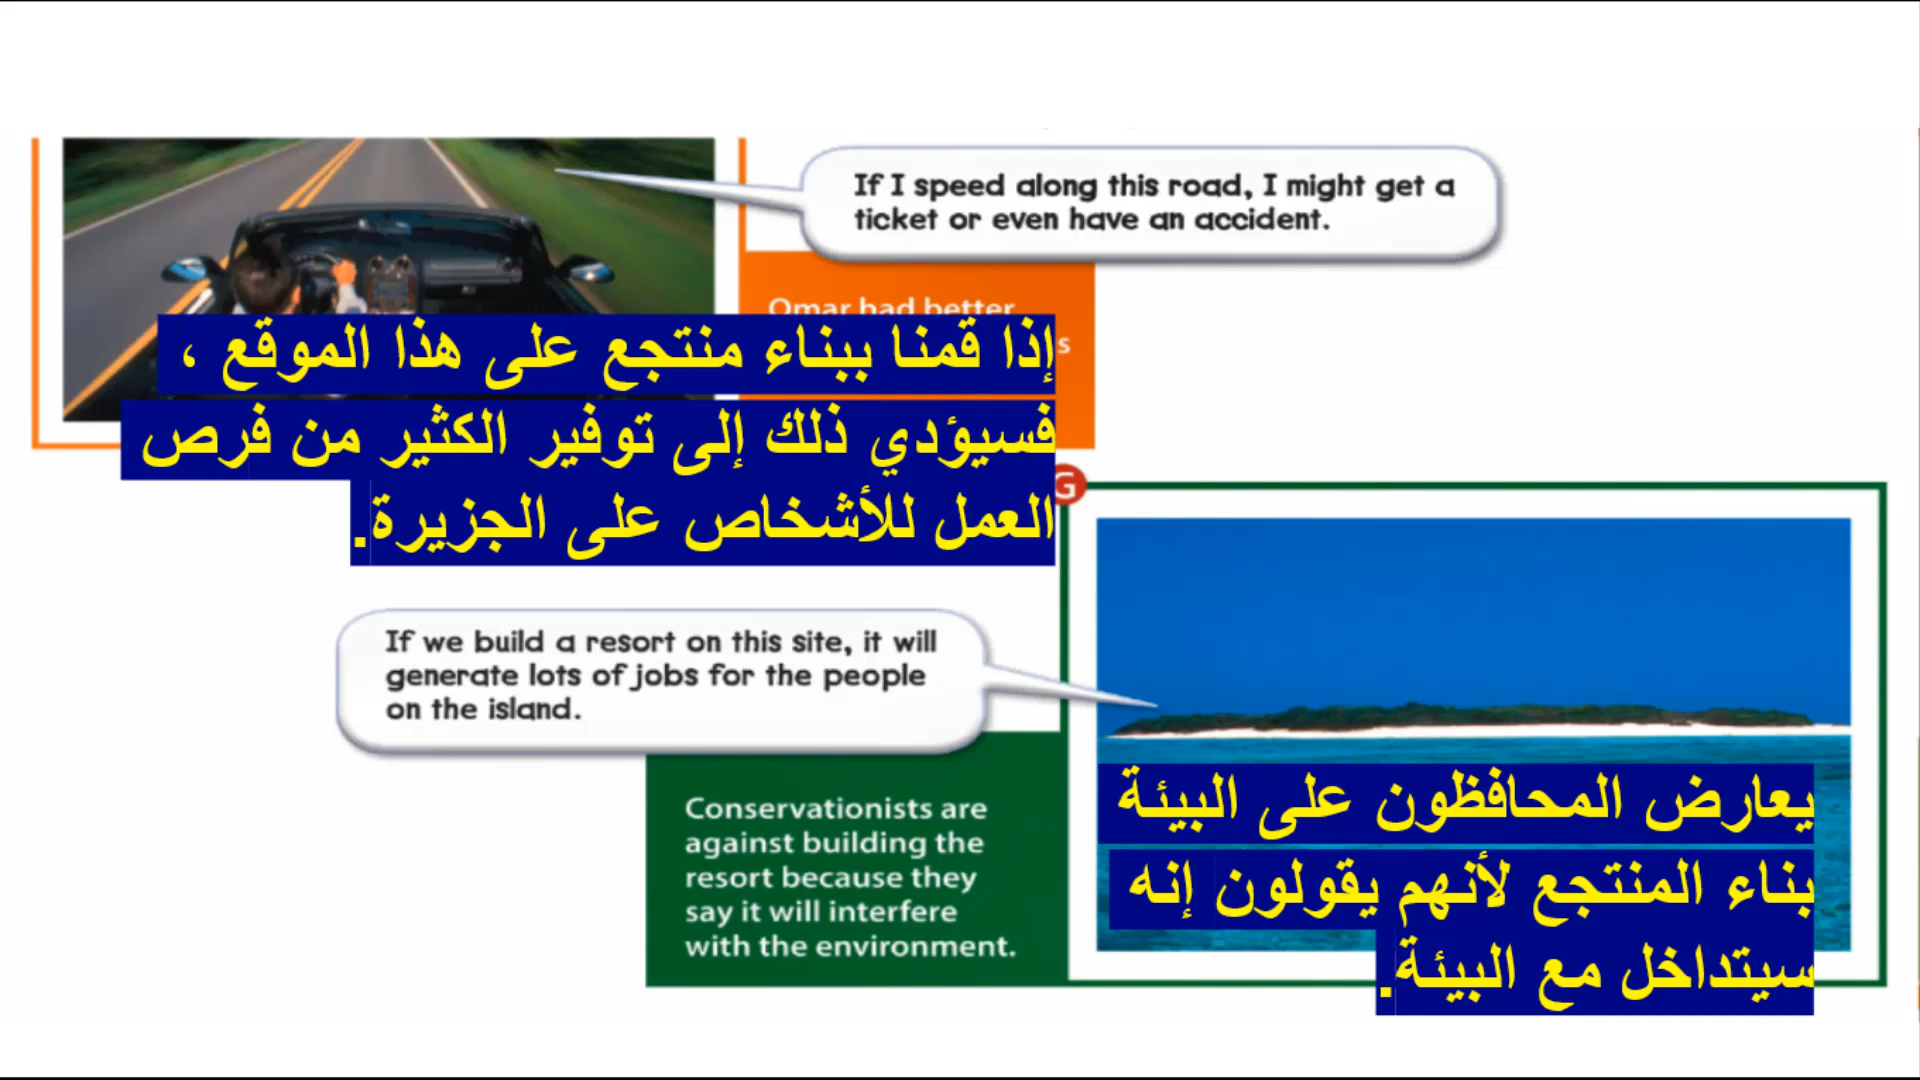 If I speed along this road, I might get a
ticket or even have an accident.
Omar had better
إذا قمنا ببناء منتجع على هذا الموقع ،
فسيؤدي ذلك إلى توفير الكثير من فرص
العمل للأشخاص على الجزيرة.
G
If we build a resort on this site, it will
generate lots of jobs for the people
on the island.
Conservationists are
against building the
resort because they
say it will interfere
with the environment.
يعارض المحافظون على البيئة
بناء المنتجع لأنهم يقولون إنه
سيتداخل مع البيئة.